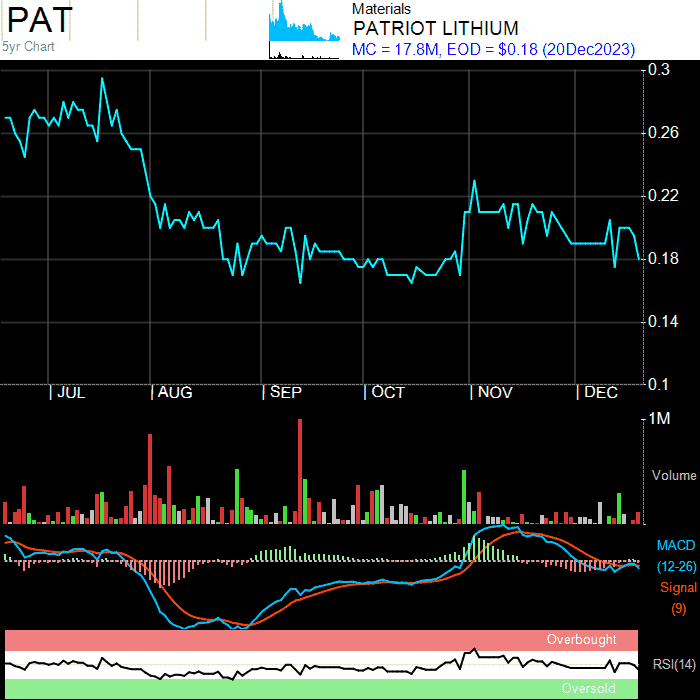 PAT
5yr Chart
Materials
PATRIOT LITHIUM
MC = 17.8M, EOD = $0.18 (20Dec2023)
0.3
0.26
0.22
0.18
0.14
0.1
JUL AUG SEP OCT NOV DEC
1M
Volume
MACD
(12-26)
Signal
(9)
Overbought
RSI(14)
Oversold